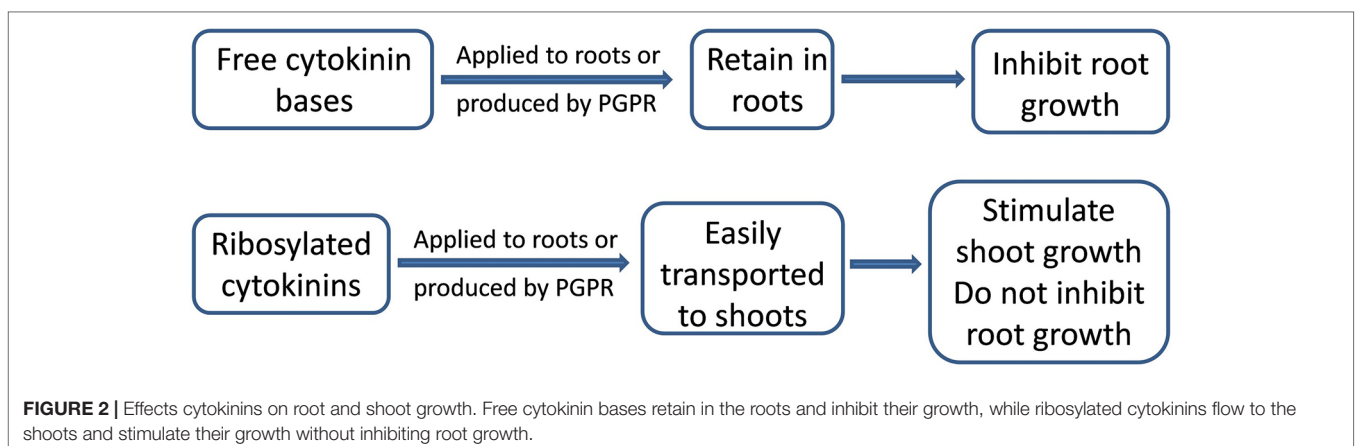 Free cytokinin
bases
Applied to roots or
produced by PGPR
Retain in
roots
Inhibit root
growth
Ribosylated
cytokinins
Applied to roots or
produced by PGPR
Easily
transported
to shoots
Stimulate
shoot growth
Do not inhibit
root growth
FIGURE 2 | Effects cytokinins on root and shoot growth. Free cytokinin bases retain in the roots and inhibit their growth, while ribosylated cytokinins flow to the
shoots and stimulate their growth without inhibiting root growth.